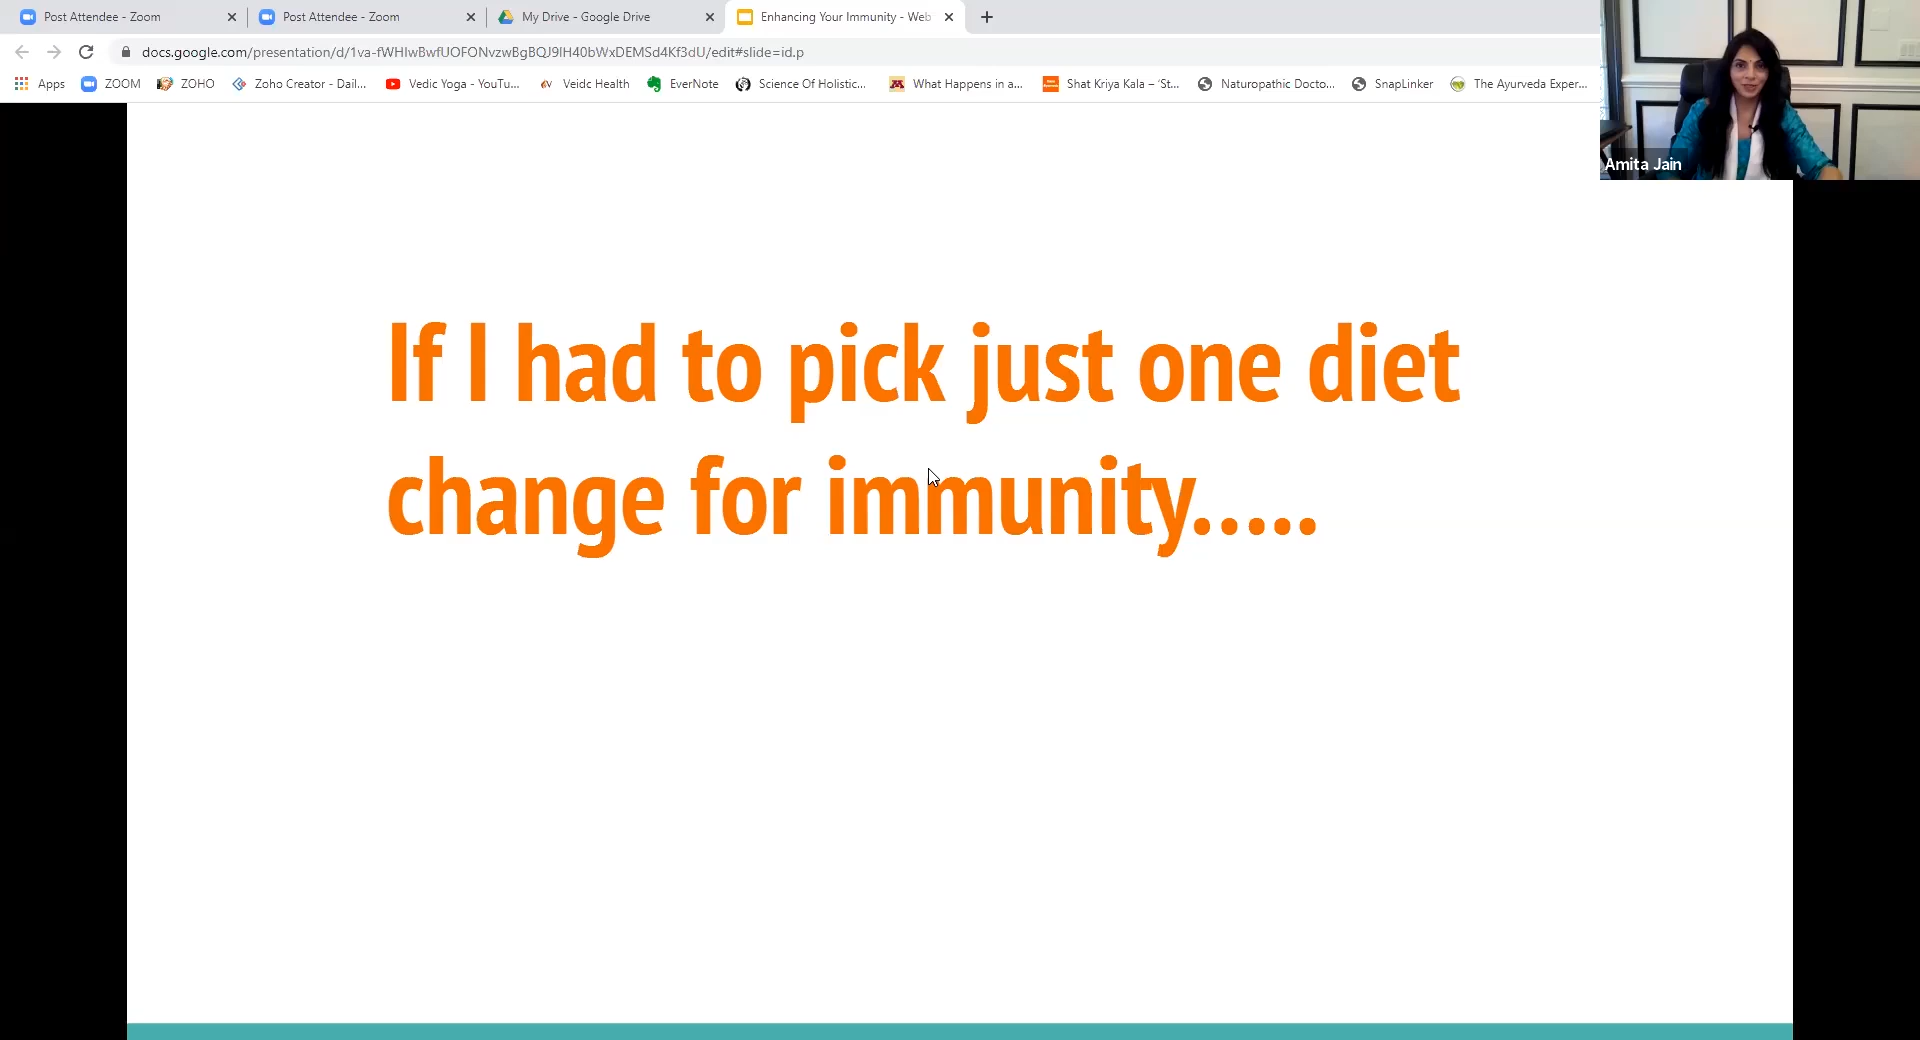 Post Attendee - Zoom
Post Attendee - Zoom
My Drive - Google Drive
Enhancing Your Immunity - Web
docs.google.com/presentation/d/1va-fWHIwBwfUOFONvzwBgBQJ9IH40bWxDEMSd4Kf3dU/edit#slide=id.p
Apps
ZOOM
ZOHO
Zoho Creator - Dail...
Vedic Yoga - YouTu...
Veidc Health
EverNote
Science Of Holistic...
What Happens in a...
Shat Kriya Kala – 'St...
Naturopathic Docto...
SnapLinker
The Ayurveda Exper...
Amita Jain
If I had to pick just one diet
change for immunity.....